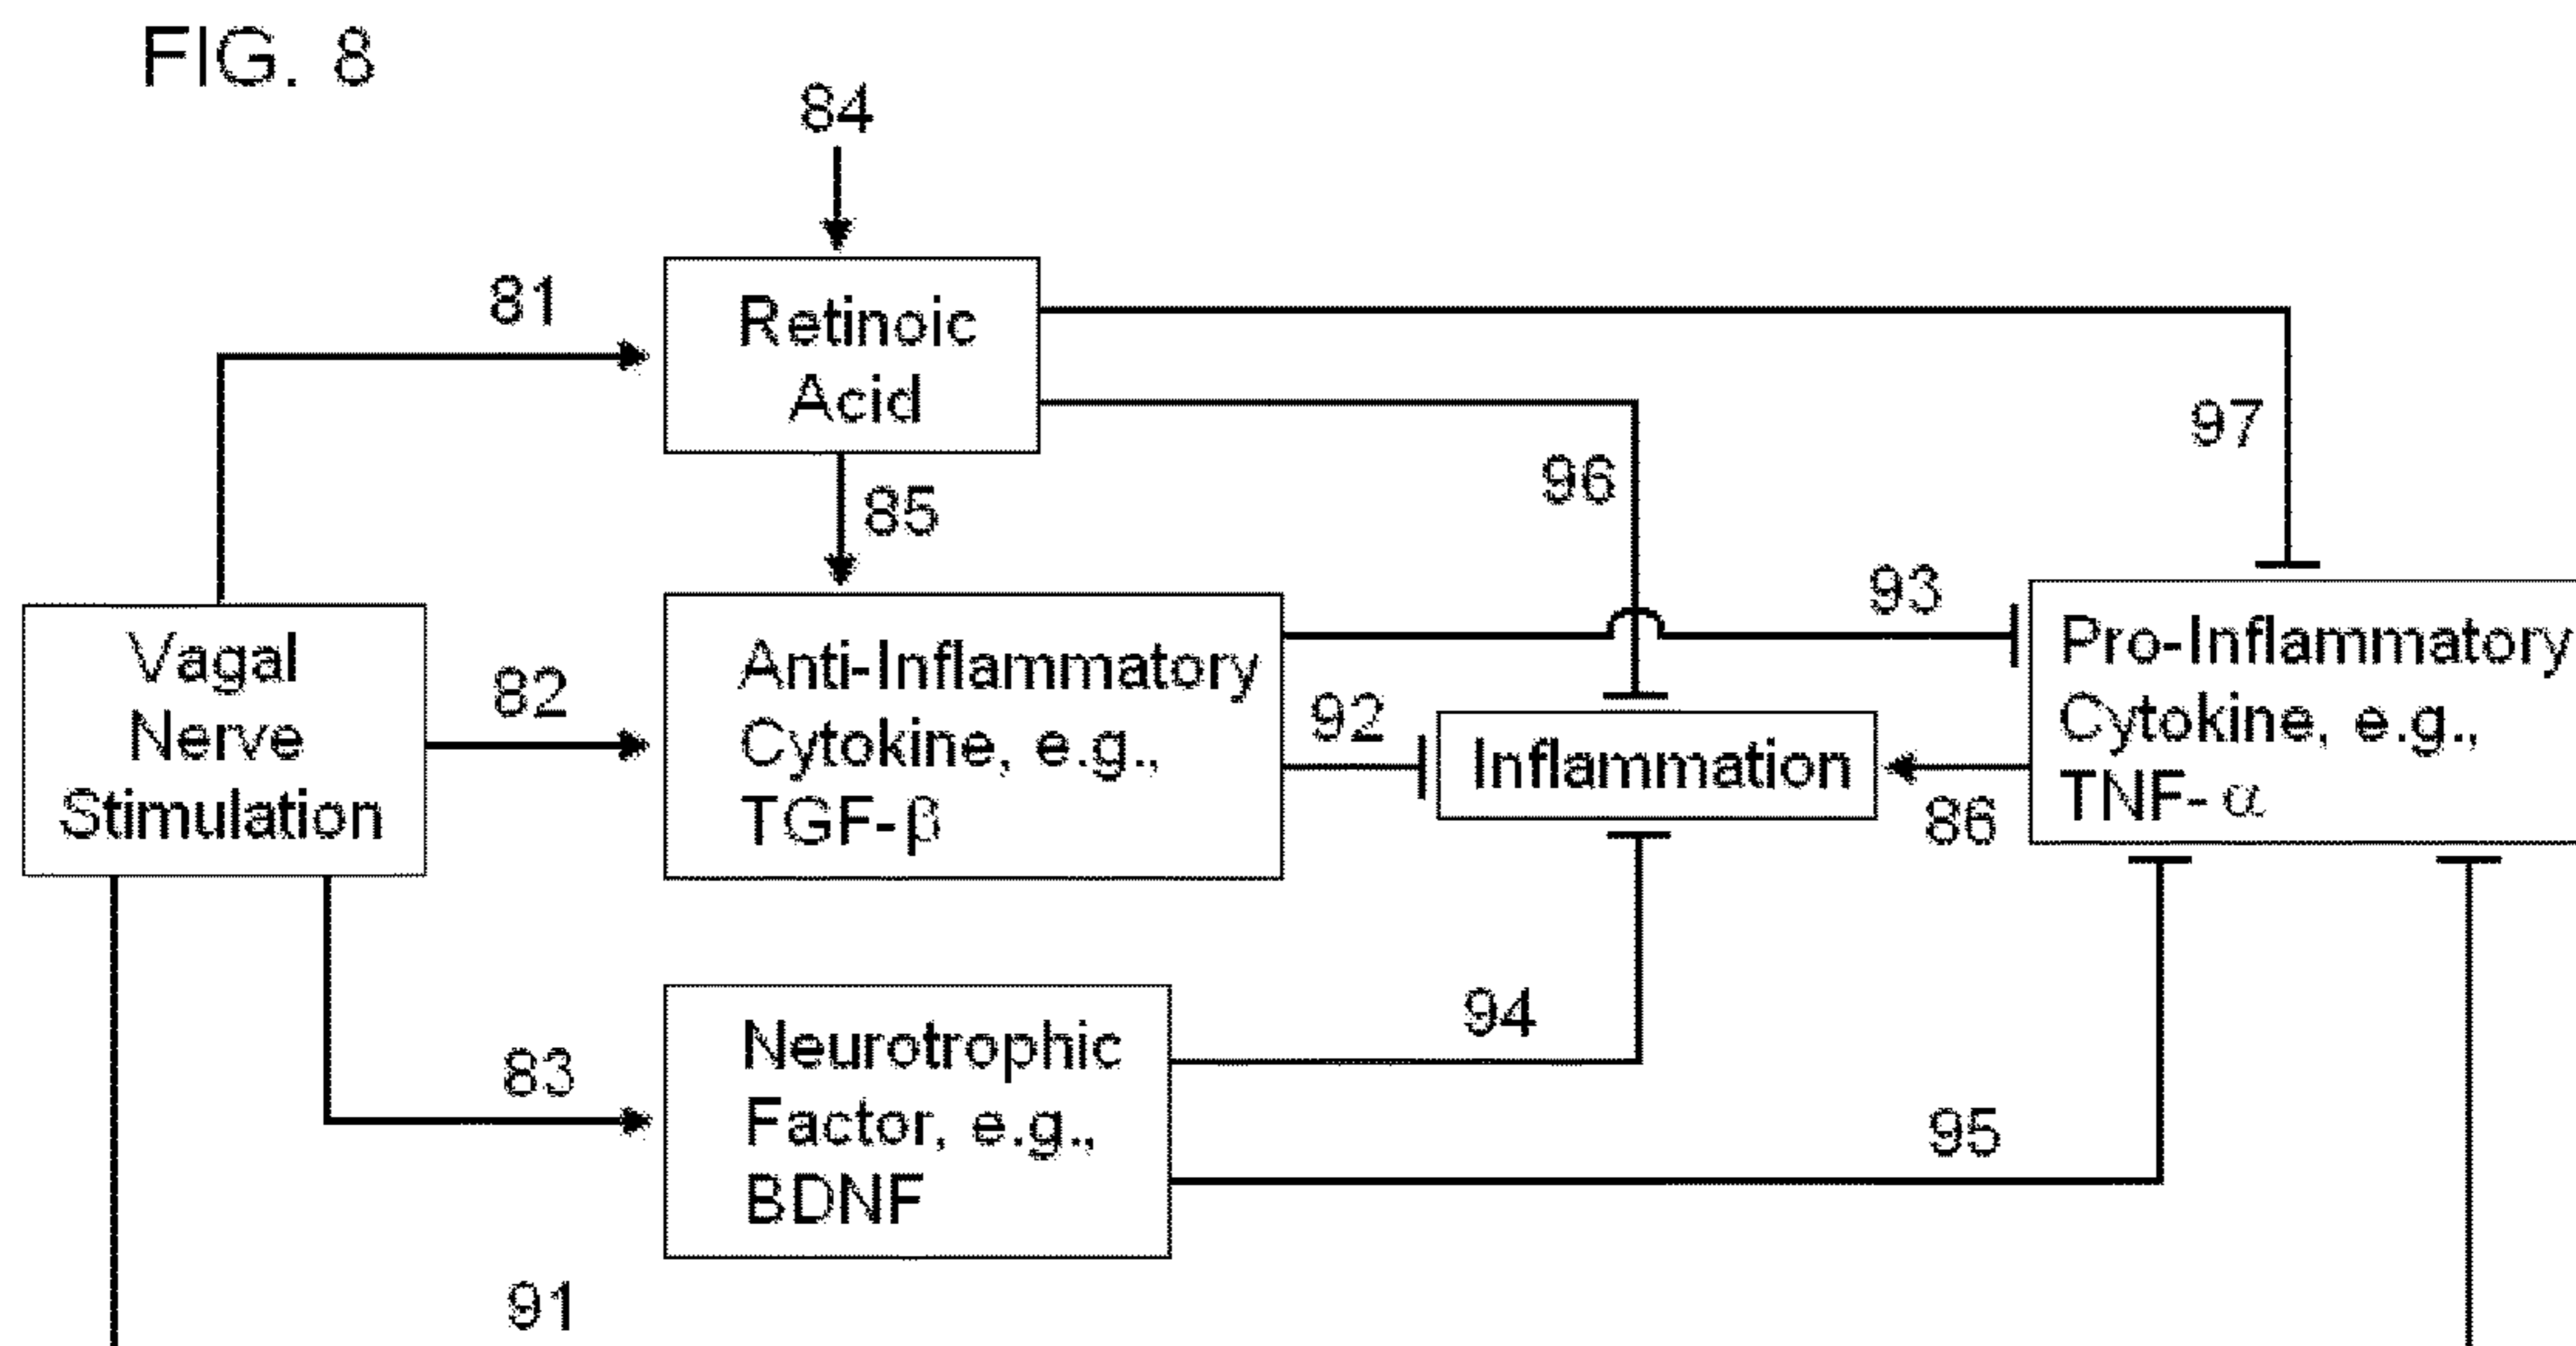 FIG. 8
84
81
Retinoic
Acid
97
96
85
93
Vagal
Nerve
Stimulation
82
Anti-Inflammatory
Cytokine, e.g.,
TGF-β
92
Inflammation
86
Pro-Inflammatory
Cytokine, e.g.,
TNF-α
83
Neurotrophic
Factor, e.g.,
BDNF
94
95
91